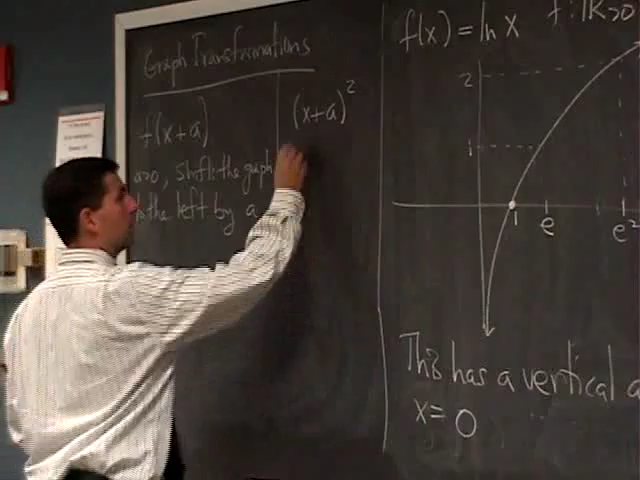 Graph Transformations
f(x+a)
(x+a)²
a>0, Shift the graph
to the left by a
f(x) = ln x
f: ℝ>0
2
1
1
e
e²
This has a vertical a
x = 0